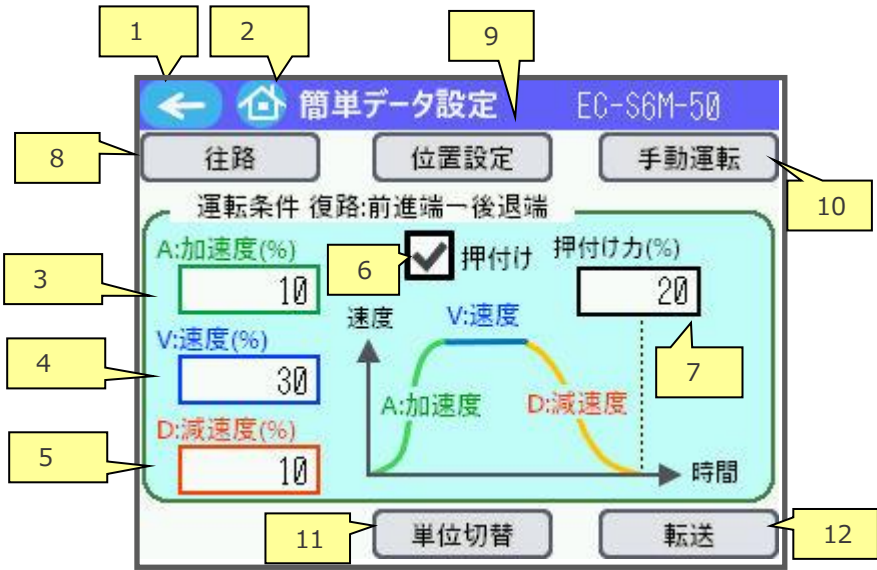 1
2
9
簡単データ設定 EC-S6M-50
8
往路 位置設定 手動運転
10
運転条件 復路:前進端ー後退端
A:加速度(%)
6
押付け
押付け力(%)
3
10
20
速度
V:速度
V:速度(%)
4
30
7
A:加速度
D:減速度
D:減速度(%)
5
10
時間
11
単位切替
転送
12